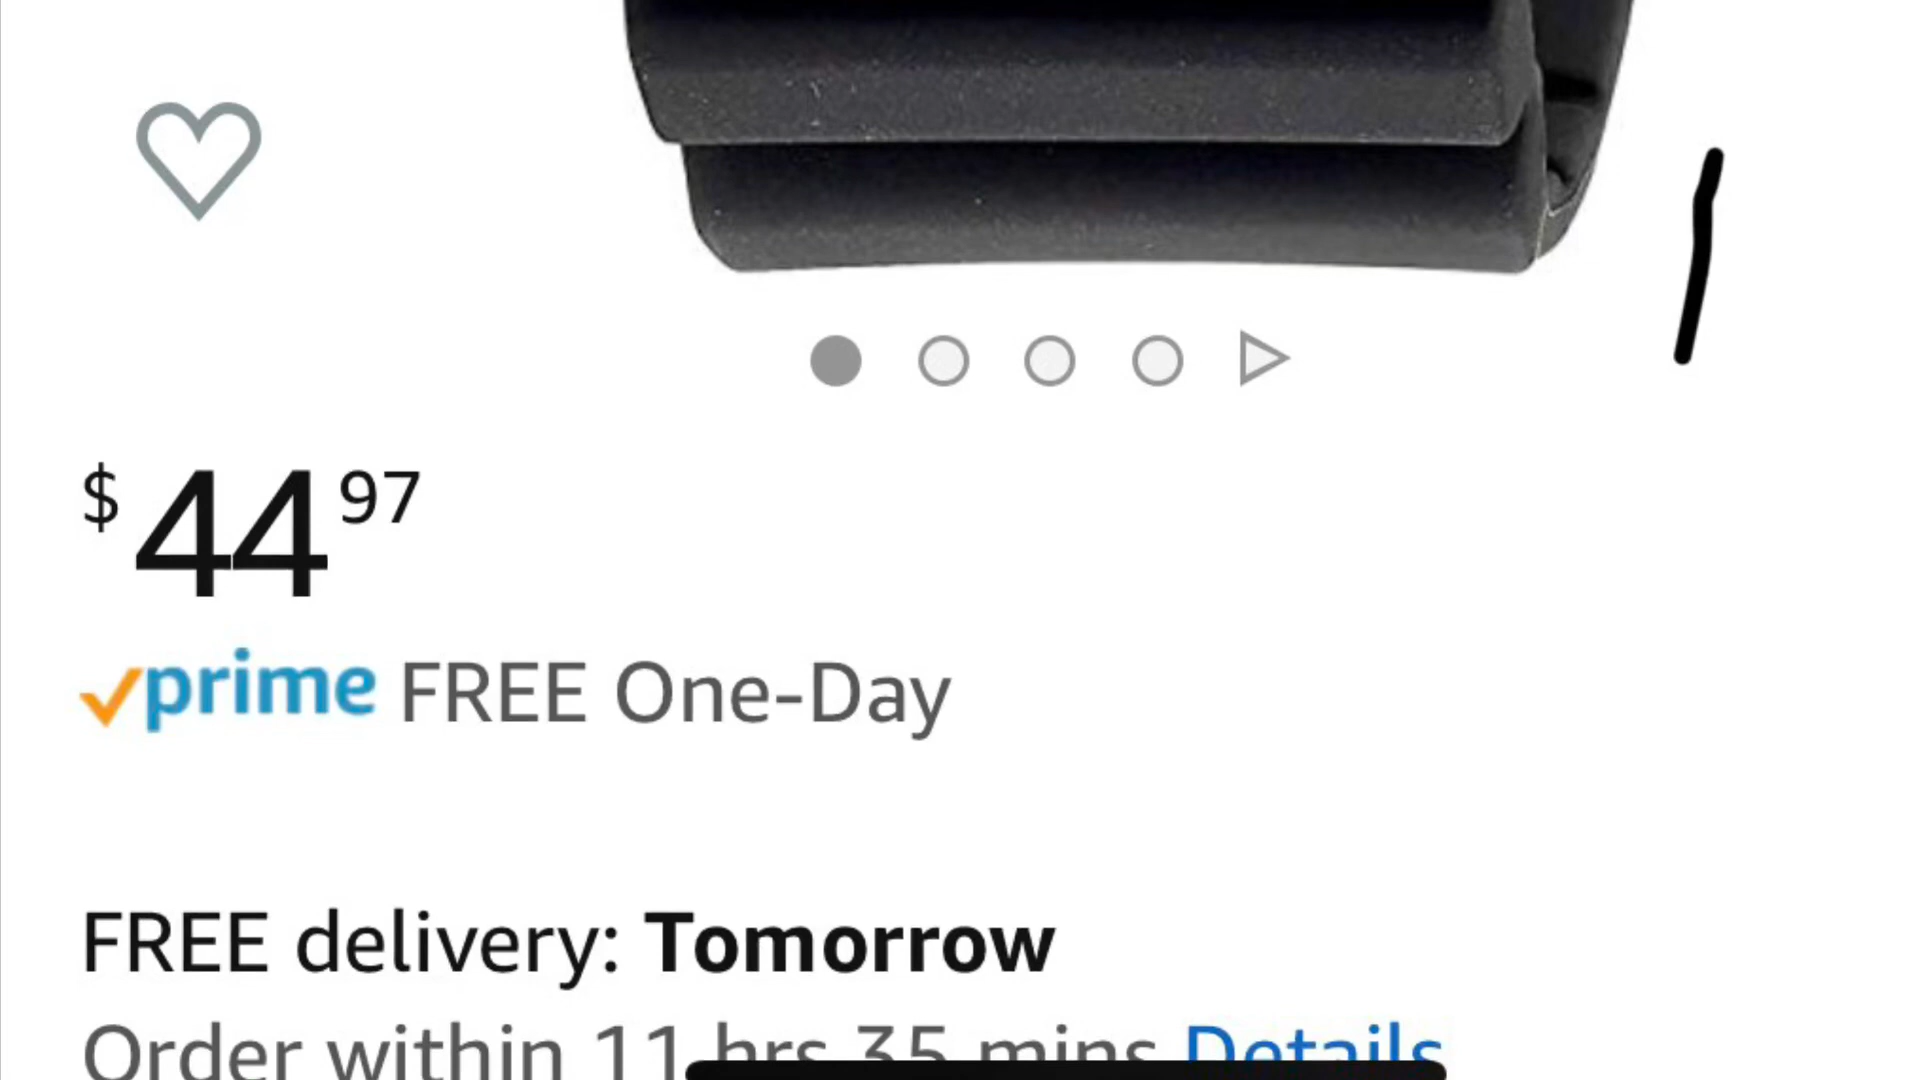 $44 97
prime FREE One-Day
FREE delivery: Tomorrow
Order within 11 hrs 35 mins Details